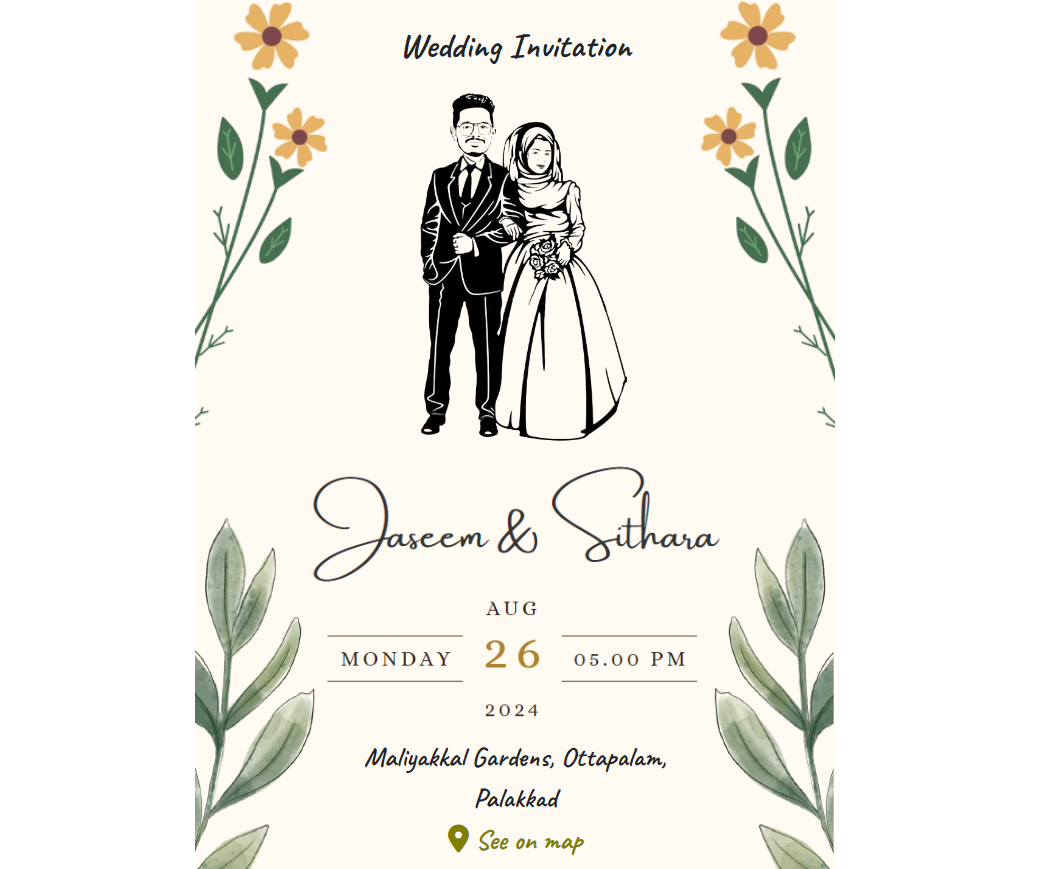 Wedding Invitation
Jaseem & Sithara
AUG
MONDAY 26 05.00 PM
2024
Maliyakkal Gardens, Ottapalam,
Palakkad
See on map